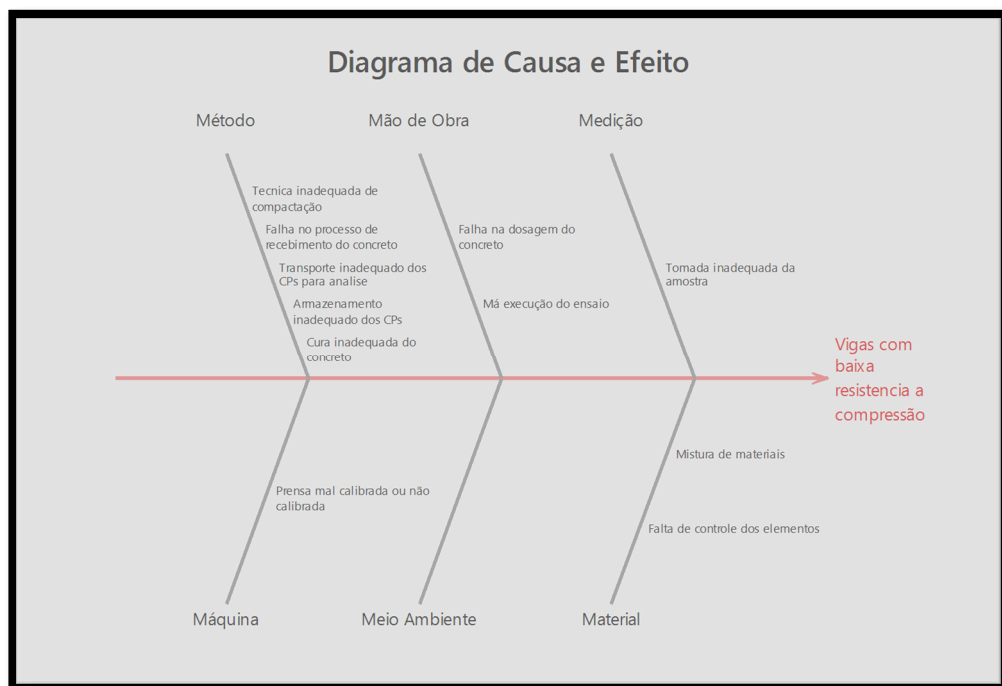 Diagrama de Causa e Efeito
Método
Mão de Obra
Medição
Tecnica inadequada de
compactação
Falha no processo de
recebimento do concreto
Transporte inadequado dos
CPs para analise
Armazenamento
inadequado dos CPs
Cura inadequada do
concreto
Falha na dosagem do
concreto
Má execução do ensaio
Tomada inadequada da
amostra
Vigas com
baixa
resistencia a
compressão
Prensa mal calibrada ou não
calibrada
Mistura de materiais
Falta de controle dos elementos
Máquina
Meio Ambiente
Material